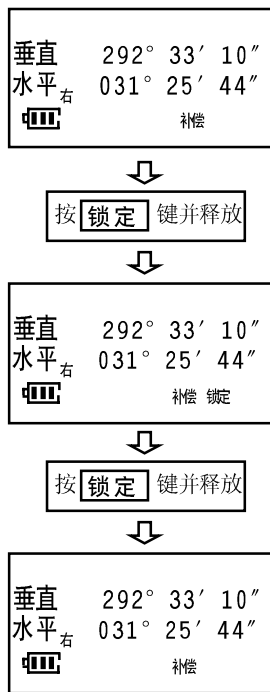 垂直 292° 33′ 10″
水平右 031° 25′ 44″
补偿
按 锁定 键并释放
垂直 292° 33′ 10″
水平右 031° 25′ 44″
补偿 锁定
按 锁定 键并释放
垂直 292° 33′ 10″
水平右 031° 25′ 44″
补偿